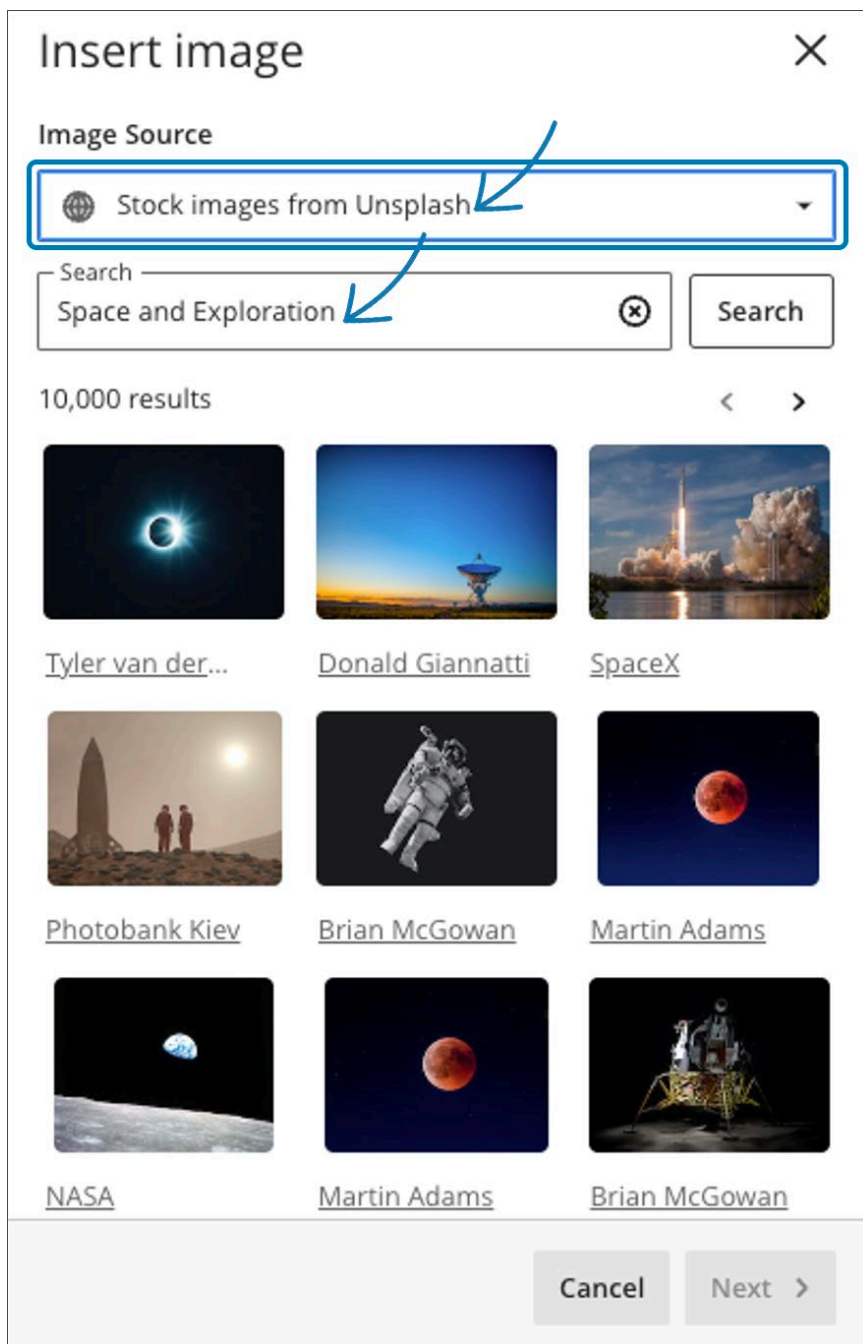 Insert image
Image Source
Stock images from Unsplash
Search
Space and Exploration
Search
10,000 results
Tyler van der...
Donald Giannatti
SpaceX
Photobank Kiev
Brian McGowan
Martin Adams
NASA
Martin Adams
Brian McGowan
Cancel
Next